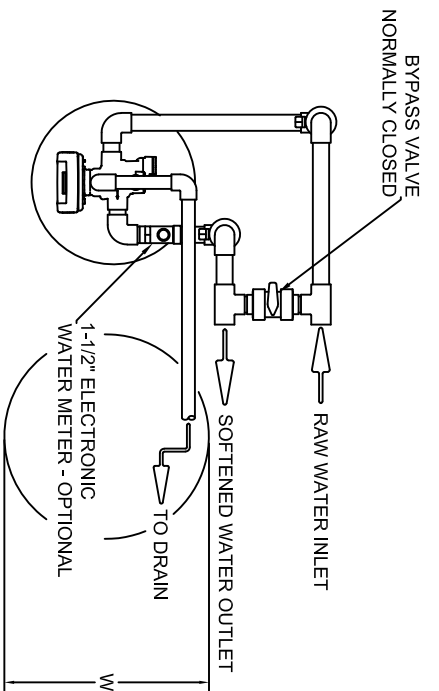 BYPASS VALVE
NORMALLY CLOSED
RAW WATER INLET
SOFTENED WATER OUTLET
TO DRAIN
1-1/2" ELECTRONIC
WATER METER - OPTIONAL
W